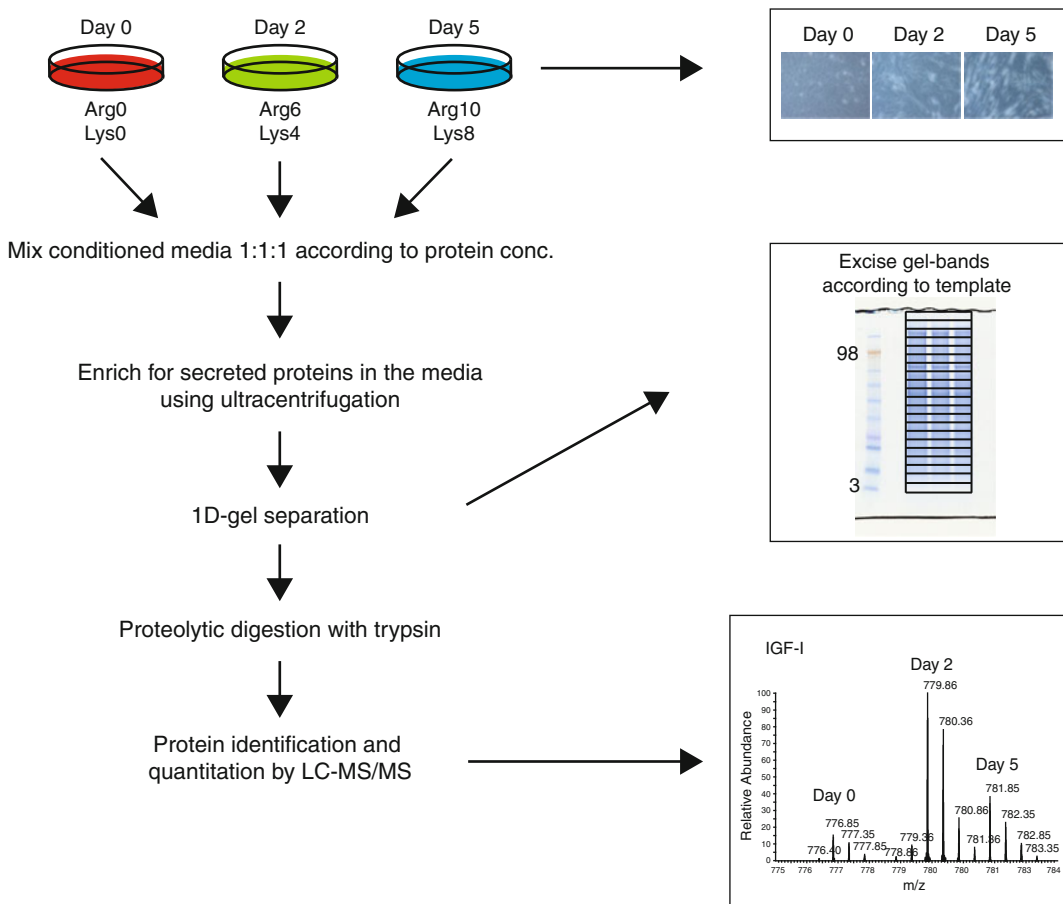 Day 0
Day 2
Day 5
Arg0
Lys0
Arg6
Lys4
Arg10
Lys8
Day 0
Day 2
Day 5
Mix conditioned media 1:1:1 according to protein conc.
Enrich for secreted proteins in the media
using ultracentrifugation
1D-gel separation
Proteolytic digestion with trypsin
Protein identification and
quantitation by LC-MS/MS
Excise gel-bands
according to template
98
3
IGF-I
Day 0
Day 2
Day 5
Relative Abundance
100
90
80
70
60
50
40
30
20
10
0
776.40
776.85
777.35
777.85
778.86
779.36
779.86
780.36
780.86
781.36
781.85
782.35
782.85
783.35
775
776
777
778
779
780
780
781
783
784
m/z